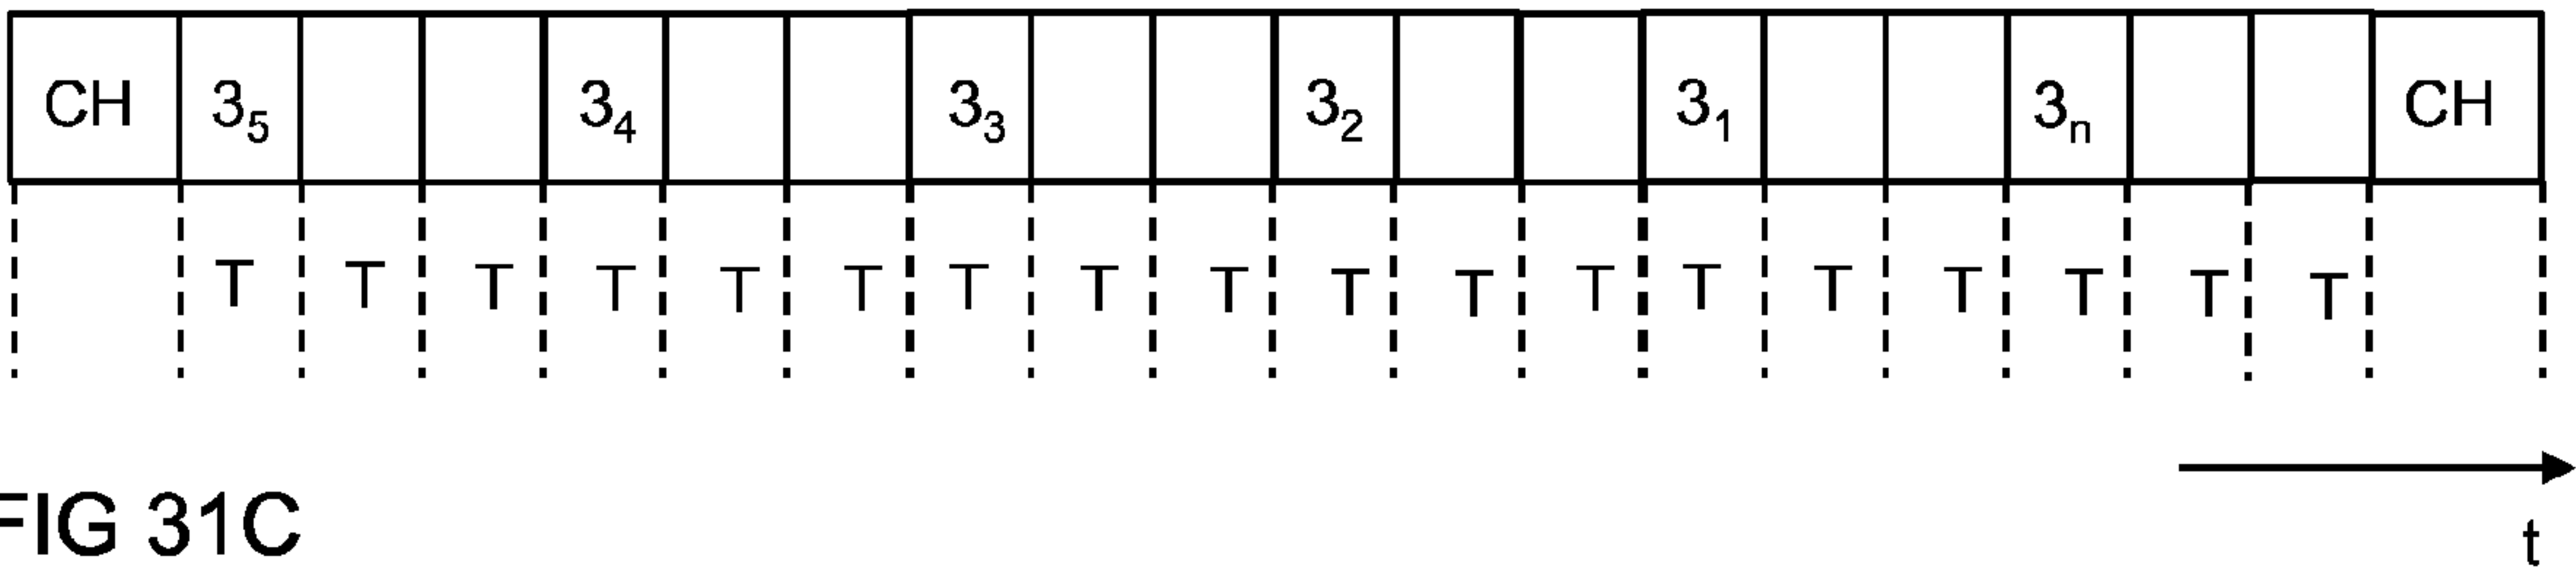 CH 3₅ 3₄ 3₃ 3₂ 3₁ 3ₙ CH
T T T T T T T T T T T T T T T T T T
FIG 31C
t